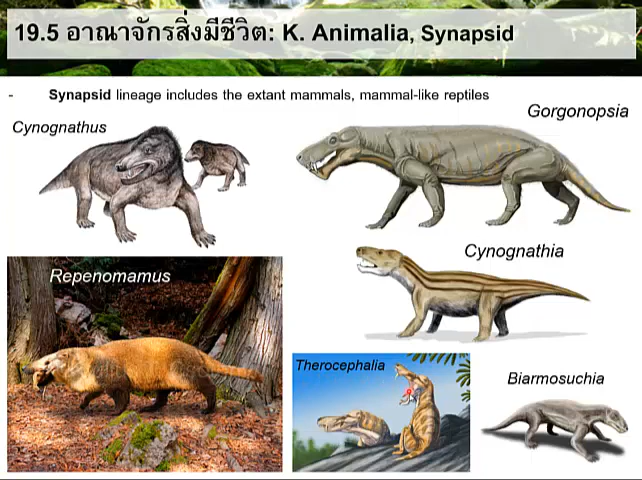 19.5 อาณาจักรสิ่งมีชีวิต: K. Animalia, Synapsid
- Synapsid lineage includes the extant mammals, mammal-like reptiles
Gorgonopsia
Cynognathus
Cynognathia
Repenomamus
Therocephalia
Biarmosuchia